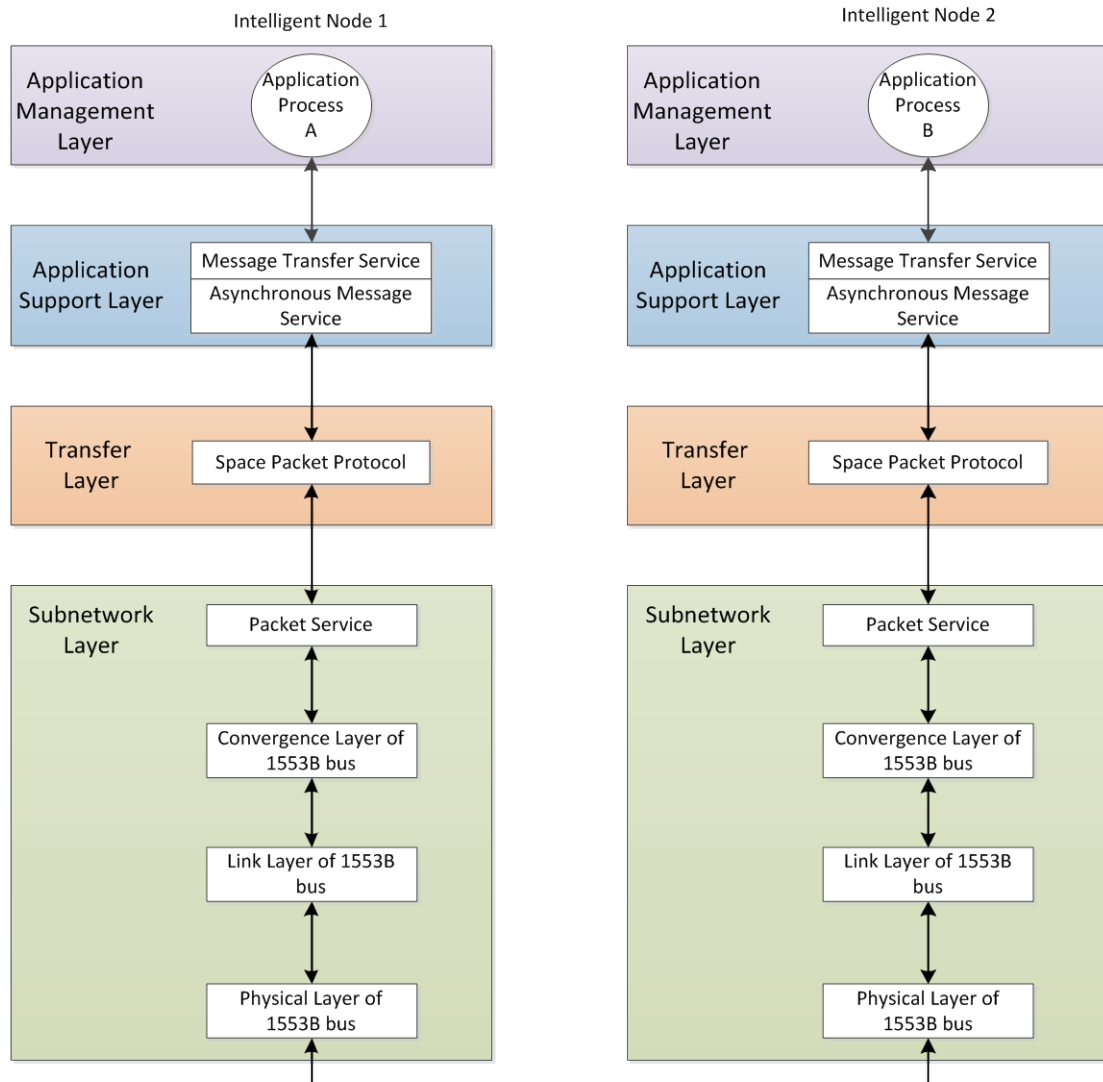 Intelligent Node 1
Application
Management
Layer
Application
Process
A
Application
Support Layer
Message Transfer Service
Asynchronous Message
Service
Transfer
Layer
Space Packet Protocol
Subnetwork
Layer
Packet Service
Convergence Layer of
1553B bus
Link Layer of 1553B
bus
Physical Layer of
1553B bus
Intelligent Node 2
Application
Management
Layer
Application
Process
B
Application
Support Layer
Message Transfer Service
Asynchronous Message
Service
Transfer
Layer
Space Packet Protocol
Subnetwork
Layer
Packet Service
Convergence Layer of
1553B bus
Link Layer of 1553B
bus
Physical Layer of
1553B bus